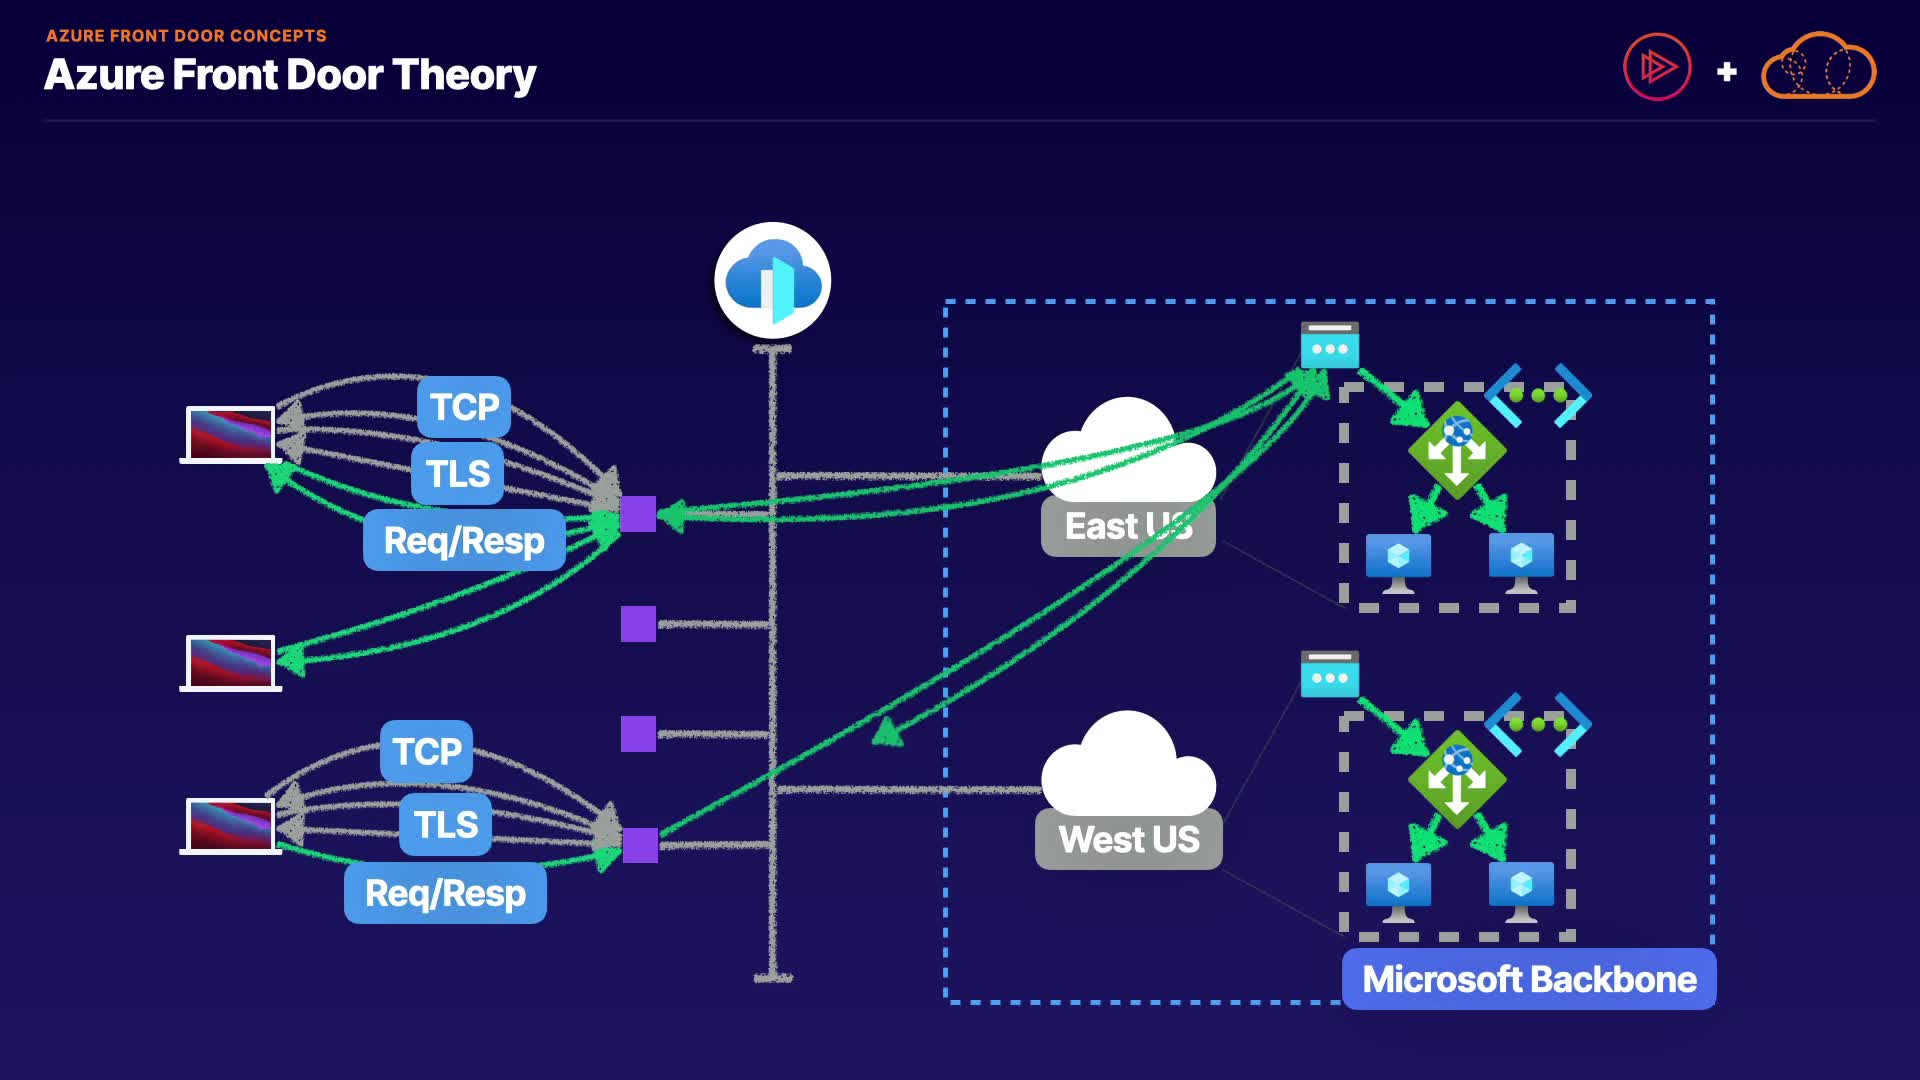 AZURE FRONT DOOR CONCEPTS
Azure Front Door Theory
TCP
TLS
Req/Resp
East US
TCP
TLS
Req/Resp
West US
Microsoft Backbone